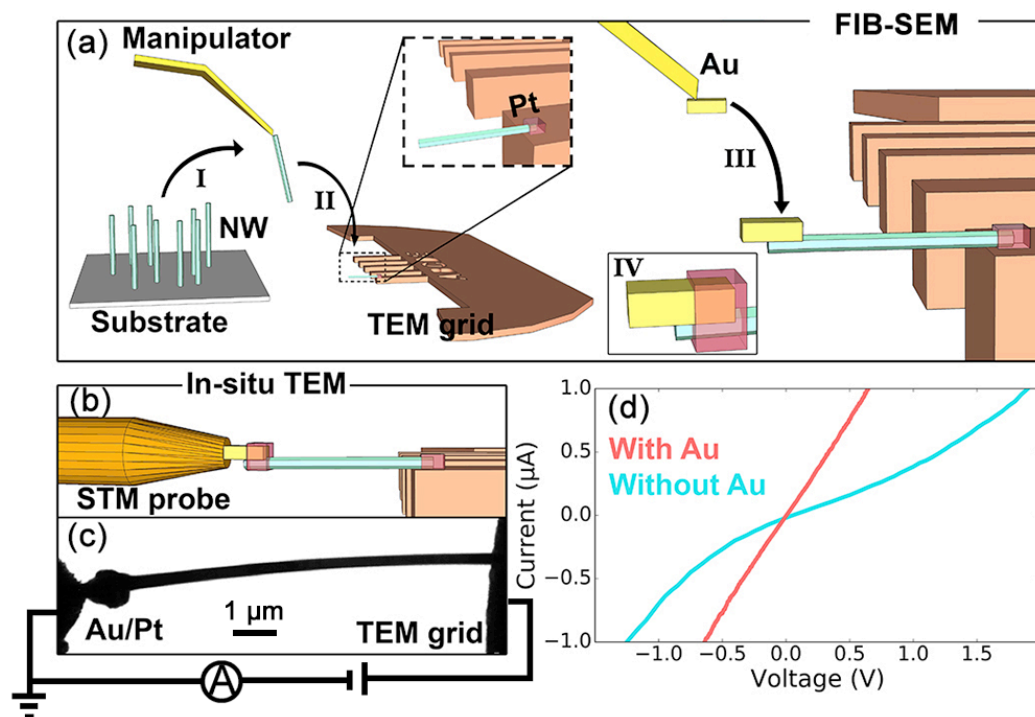 FIB-SEM
(a)
Manipulator
I
II
NW
Substrate
TEM grid
Pt
Au
III
IV
In-situ TEM
(b)
STM probe
(c)
Au/Pt
1 μm
TEM grid
A
(d)
With Au
Without Au
Current (μA)
1.0
0.5
0.0
−0.5
−1.0
−1.0 −0.5 0.0 0.5 1.0 1.5
Voltage (V)